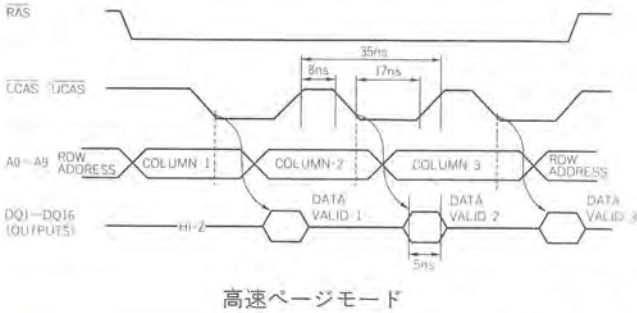 RAS
35ns
8ns
17ns
LCAS UCAS
A0-A9 ROW ADDRESS
COLUMN 1
COLUMN-2
COLUMN 3
ROW ADDRESS
DQ1-DQ16 (OUTPUTS)
HI-Z
DATA VALID 1
DATA VALID 2
DATA VALID 3
5ns
高速ページモード